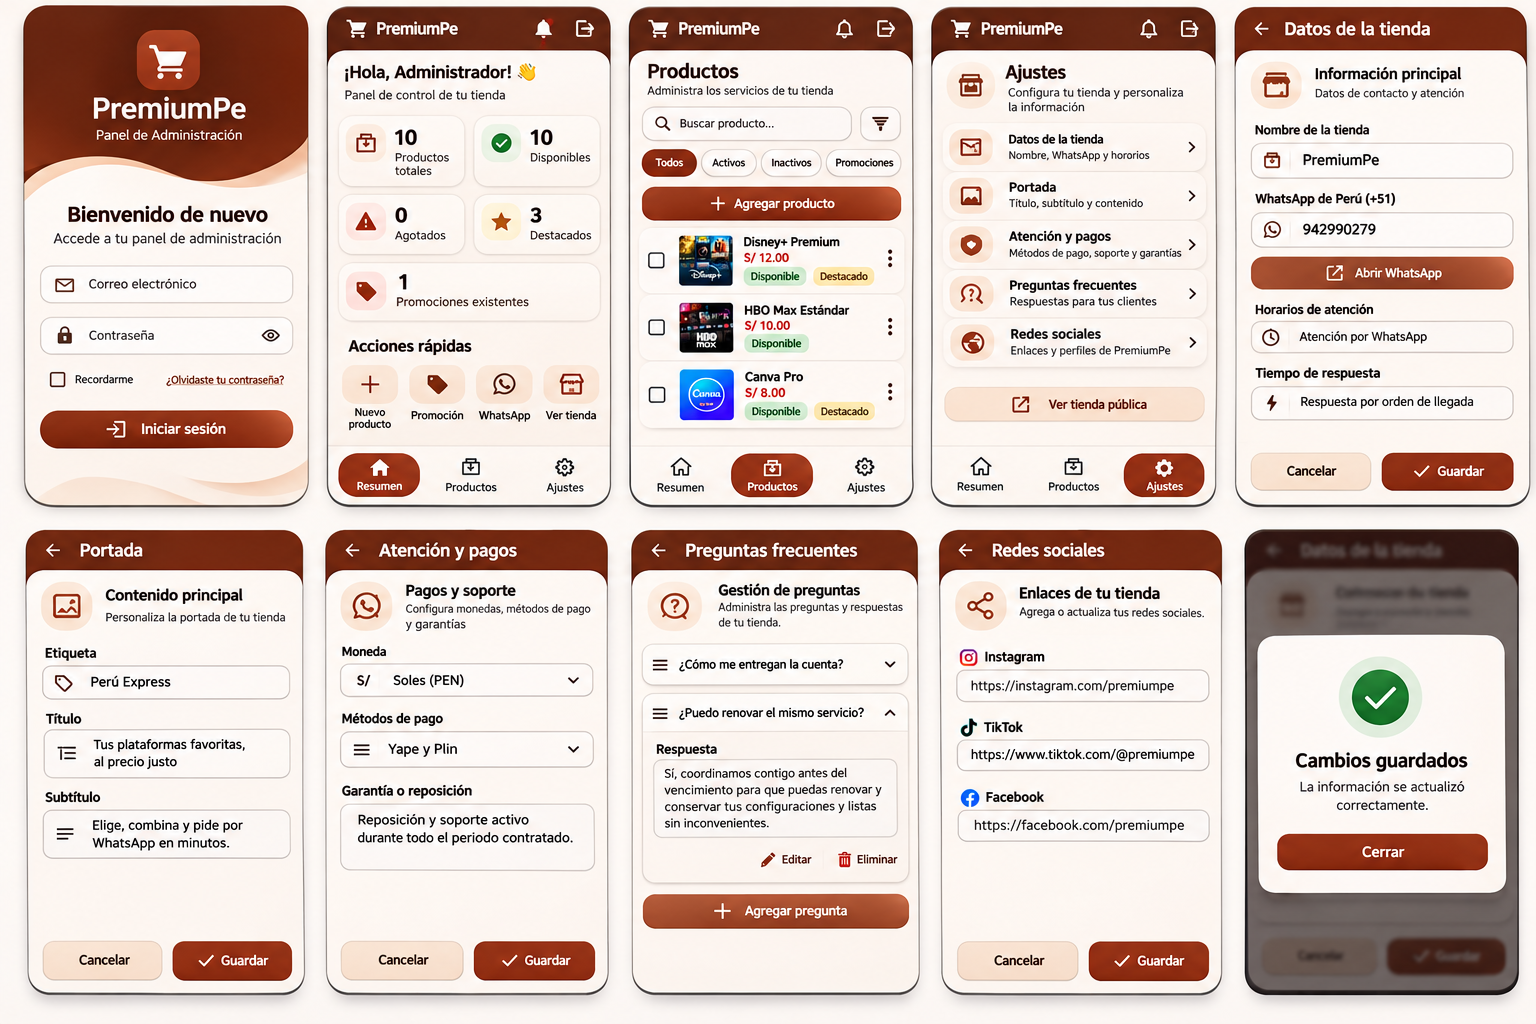 PremiumPe
Panel de Administración
Bienvenido de nuevo
Accede a tu panel de administración
Correo electrónico
Contraseña
Recordarme
¿Olvidaste tu contraseña?
Iniciar sesión
PremiumPe
¡Hola, Administrador! 👋
Panel de control de tu tienda
10
Productos
totales
10
Disponibles
0
Agotados
3
Destacados
1
Promociones existentes
Acciones rápidas
Nuevo
producto
Promoción
WhatsApp
Ver tienda
Resumen
Productos
Ajustes
PremiumPe
Productos
Administra los servicios de tu tienda
Buscar producto...
Todos
Activos
Inactivos
Promociones
Agregar producto
Disney+
Disney+ Premium
S/ 12.00
Disponible
Destacado
HBO
max
HBO Max Estándar
S/ 10.00
Disponible
Canva
Canva Pro
S/ 8.00
Disponible
Destacado
Resumen
Productos
Ajustes
PremiumPe
Ajustes
Configura tu tienda y personaliza
la información
Datos de la tienda
Nombre, WhatsApp y hororios
Portada
Título, subtítulo y contenido
Atención y pagos
Métodos de pago, soporte y garantías
Preguntas frecuentes
Respuestas para tus clientes
Redes sociales
Enlaces y perfiles de PremiumPe
Ver tienda pública
Resumen
Productos
Ajustes
Datos de la tienda
Información principal
Datos de contacto y atención
Nombre de la tienda
PremiumPe
WhatsApp de Perú (+51)
942990279
Abrir WhatsApp
Horarios de atención
Atención por WhatsApp
Tiempo de respuesta
Respuesta por orden de llegada
Cancelar
Guardar
Portada
Contenido principal
Personaliza la portada de tu tienda
Etiqueta
Perú Express
Título
Tus plataformas favoritas,
al precio justo
Subtítulo
Elige, combina y pide por
WhatsApp en minutos.
Cancelar
Guardar
Atención y pagos
Pagos y soporte
Configura monedas, métodos de pago
y garantías
Moneda
S/ Soles (PEN)
Métodos de pago
Yape y Plin
Garantía o reposición
Reposición y soporte activo
durante todo el periodo contratado.
Cancelar
Guardar
Preguntas frecuentes
Gestión de preguntas
Administra las preguntas y respuestas
de tu tienda.
¿Cómo me entregan la cuenta?
¿Puedo renovar el mismo servicio?
Respuesta
Sí, coordinamos contigo antes del
vencimiento para que puedas renovar y
conservar tus configuraciones y listas
sin inconvenientes.
Editar
Eliminar
Agregar pregunta
Redes sociales
Enlaces de tu tienda
Agrega o actualiza tus redes sociales.
Instagram
https://instagram.com/premiumpe
TikTok
https://www.tiktok.com/@premiumpe
Facebook
https://facebook.com/premiumpe
Cancelar
Guardar
Datos de la tienda
Cambios guardados
La información se actualizó
correctamente.
Cerrar
Cancelar
Guardar